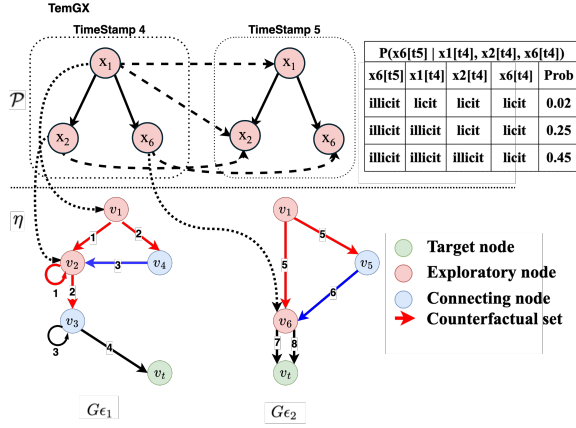 TemGX
TimeStamp 4
TimeStamp 5
𝒫
x₁
x₂
x₆
x₁
x₂
x₆
P(x6[t5] | x1[t4], x2[t4], x6[t4])
x6[t5] x1[t4] x2[t4] x6[t4] Prob
illicit licit licit licit 0.02
illicit illicit licit licit 0.25
illicit illicit illicit licit 0.45
η
v₁
1 2
v₂ 3 v₄
1 2
v₃
3 4
vₜ
Gϵ₁
v₁
5
5 v₅
6
v₆
7 8
vₜ
Gϵ₂
Target node
Exploratory node
Connecting node
Counterfactual set